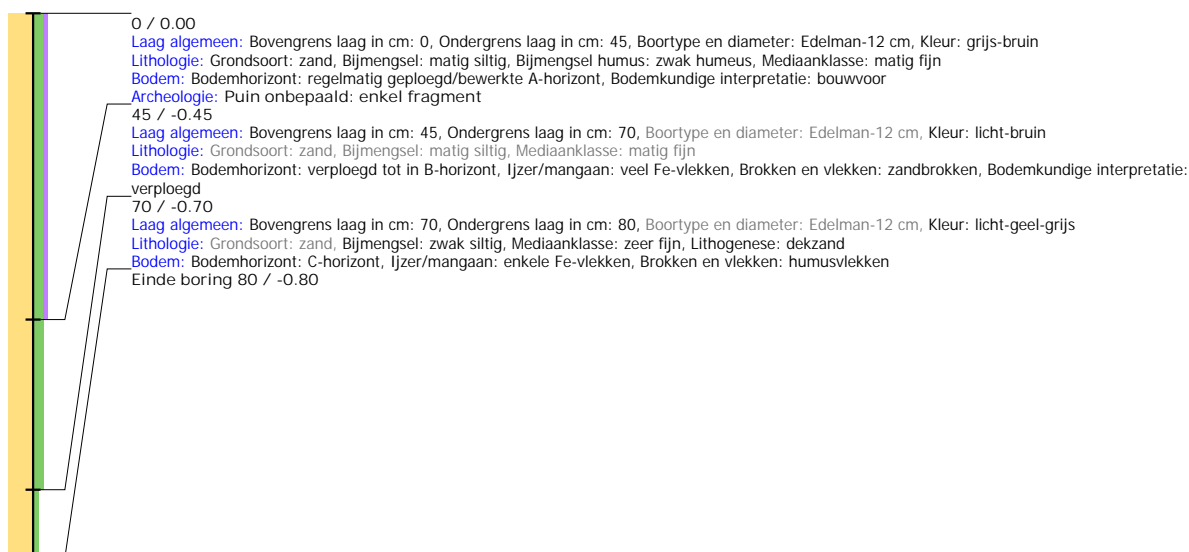 0 / 0.00
Laag algemeen: Bovengrens laag in cm: 0, Ondergrens laag in cm: 45, Boortype en diameter: Edelman-12 cm, Kleur: grijs-bruin
Lithologie: Grondsoort: zand, Bijmengsel: matig siltig, Bijmengsel humus: zwak humeus, Mediaanklasse: matig fijn
Bodem: Bodemhorizont: regelmatig geploegd/bewerkte A-horizont, Bodemkundige interpretatie: bouwvoor
Archeologie: Puin onbepaald: enkel fragment
45 / -0.45
Laag algemeen: Bovengrens laag in cm: 45, Ondergrens laag in cm: 70, Boortype en diameter: Edelman-12 cm, Kleur: licht-bruin
Lithologie: Grondsoort: zand, Bijmengsel: matig siltig, Mediaanklasse: matig fijn
Bodem: Bodemhorizont: verploegd tot in B-horizont, Ijzer/mangaan: veel Fe-vlekken, Brokken en vlekken: zandbrokken, Bodemkundige interpretatie:
verploegd
70 / -0.70
Laag algemeen: Bovengrens laag in cm: 70, Ondergrens laag in cm: 80, Boortype en diameter: Edelman-12 cm, Kleur: licht-geel-grijs
Lithologie: Grondsoort: zand, Bijmengsel: zwak siltig, Mediaanklasse: zeer fijn, Lithogenese: dekzand
Bodem: Bodemhorizont: C-horizont, Ijzer/mangaan: enkele Fe-vlekken, Brokken en vlekken: humusvlekken
Einde boring 80 / -0.80